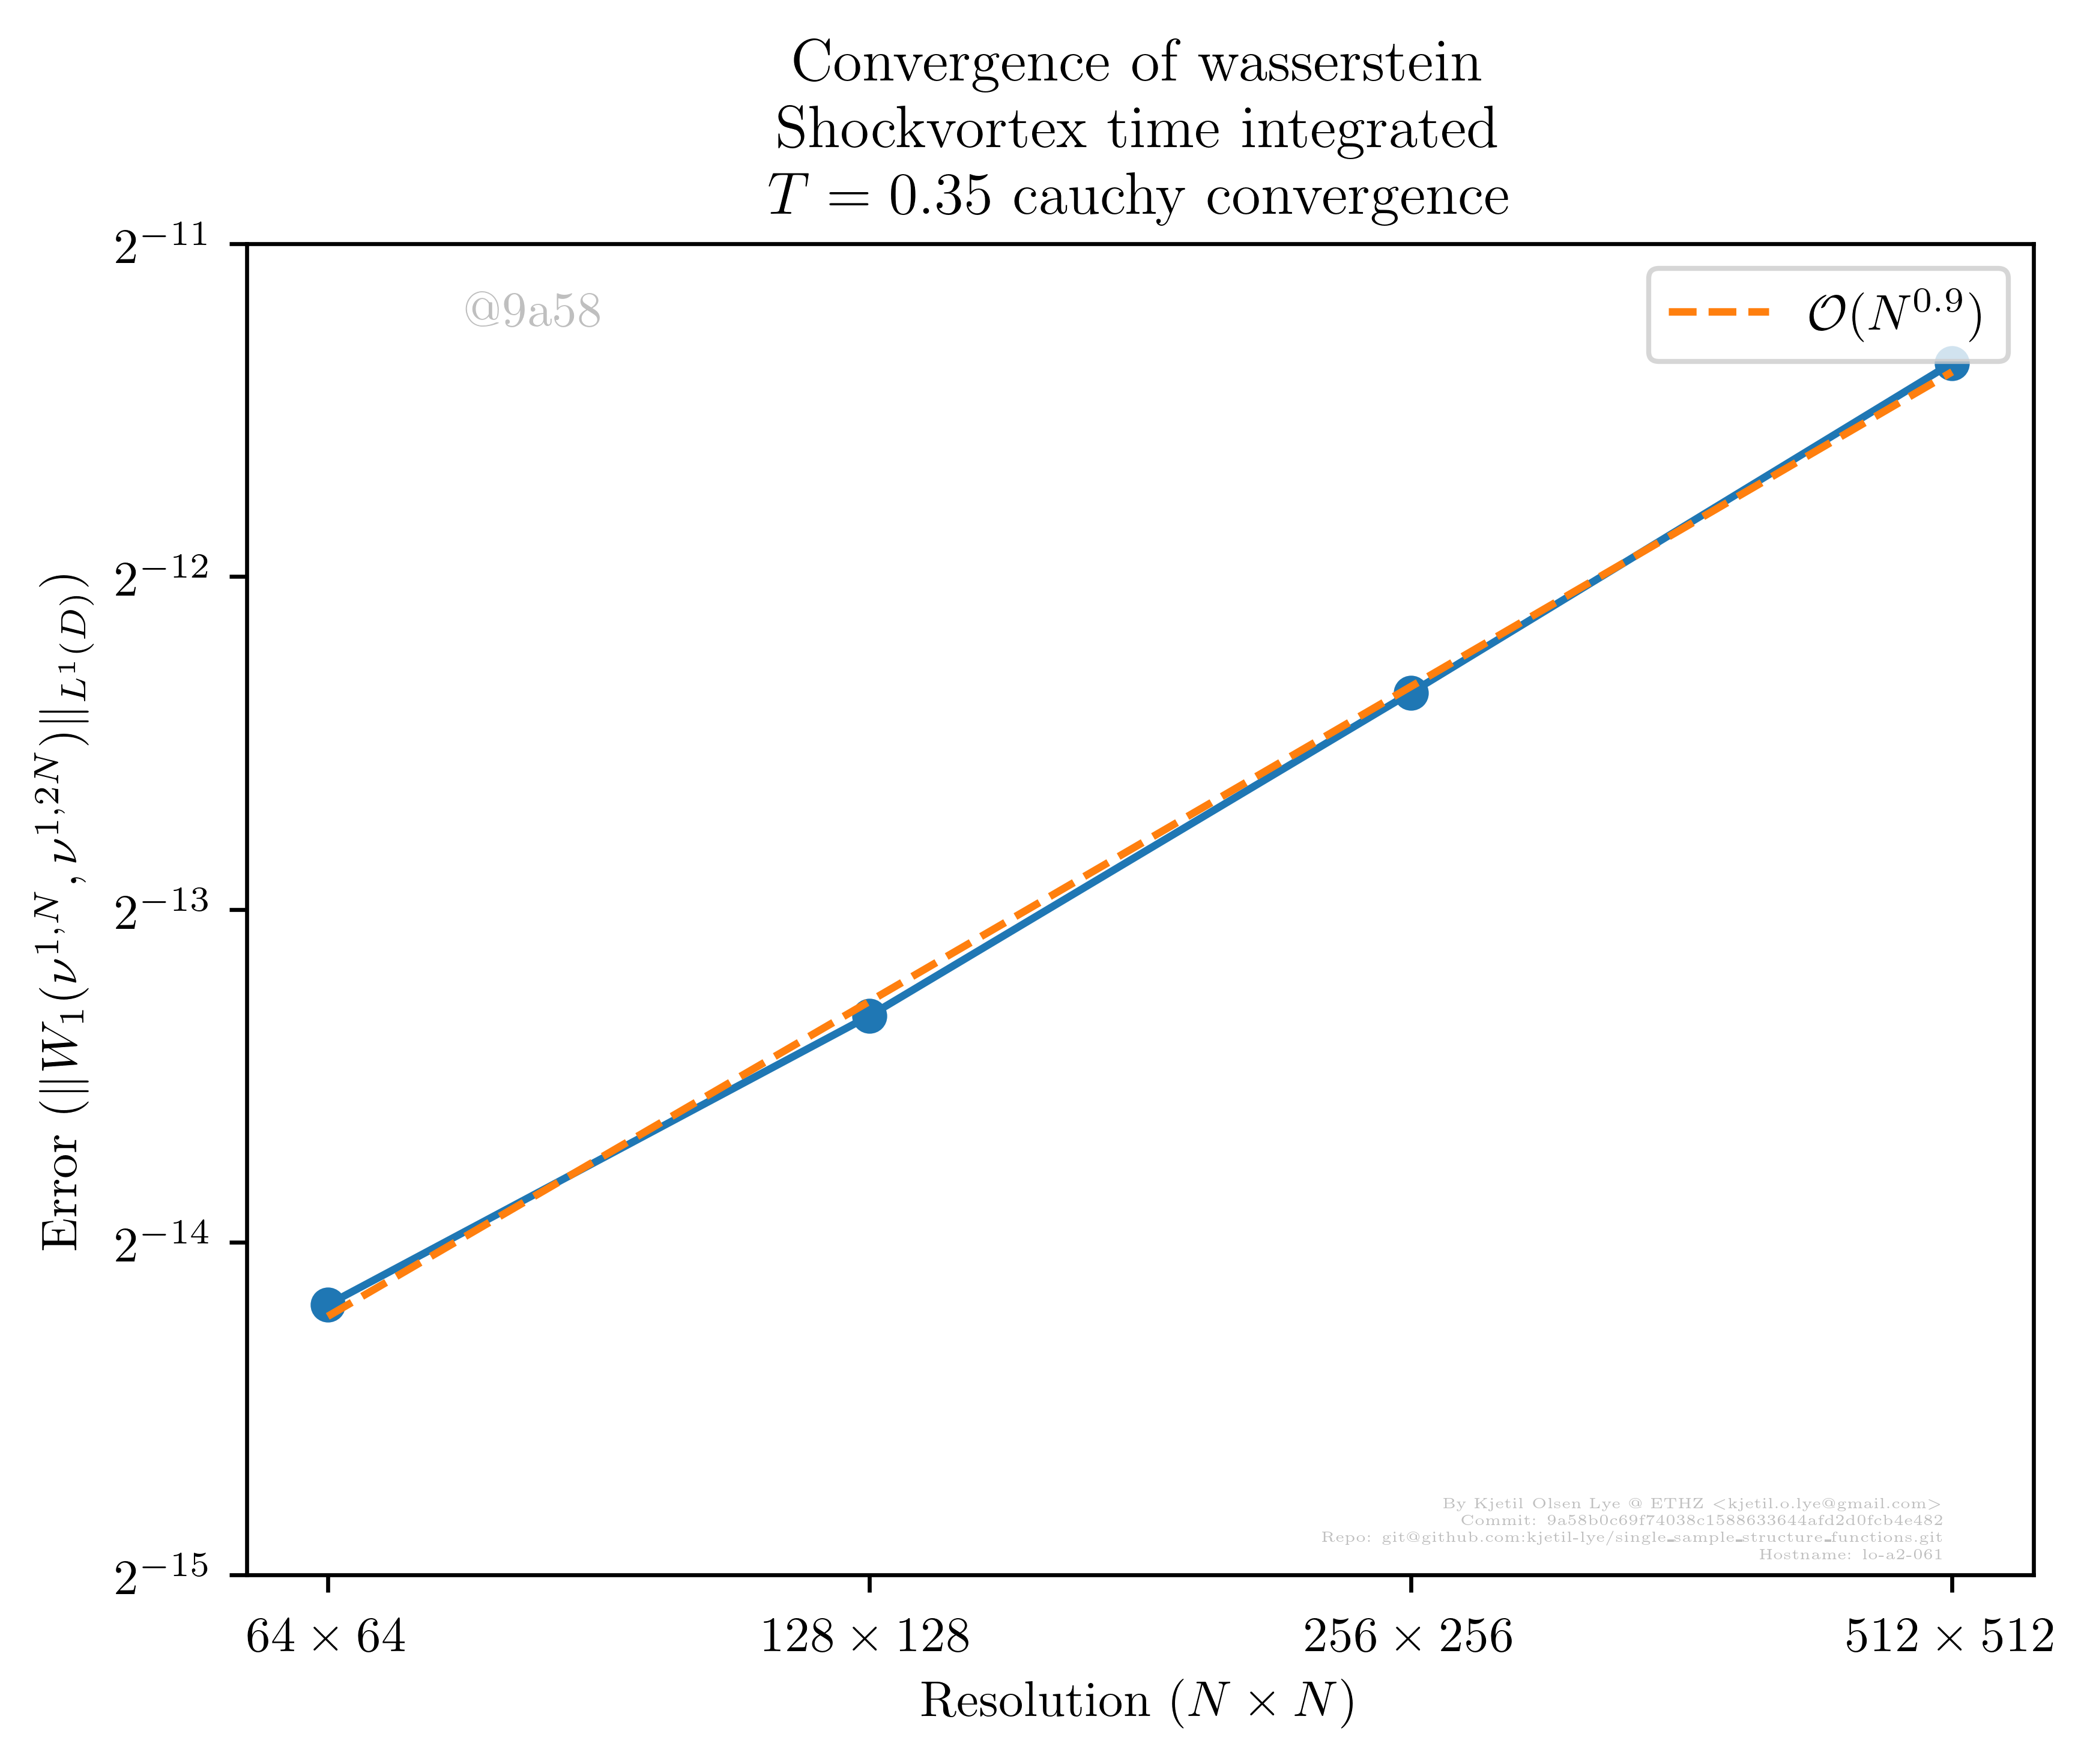 Convergence of wasserstein
Shockvortex time integrated
T = 0.35 cauchy convergence
@9a58
𝒪(N^{0.9})
2^{−11}
2^{−12}
2^{−13}
2^{−14}
2^{−15}
Error (||W_1(ν^{1,N}, ν^{1,2N})||_{L^1(D)})
By Kjetil Olsen Lye @ ETHZ <kjetil.o.lye@gmail.com>
Commit: 9a58b0c69f74038c1588633644afd2d0fcb4e482
Repo: git@github.com:kjetil-lye/single_sample_structure_functions.git
Hostname: lo-a2-061
64 × 64 128 × 128 256 × 256 512 × 512
Resolution (N × N)